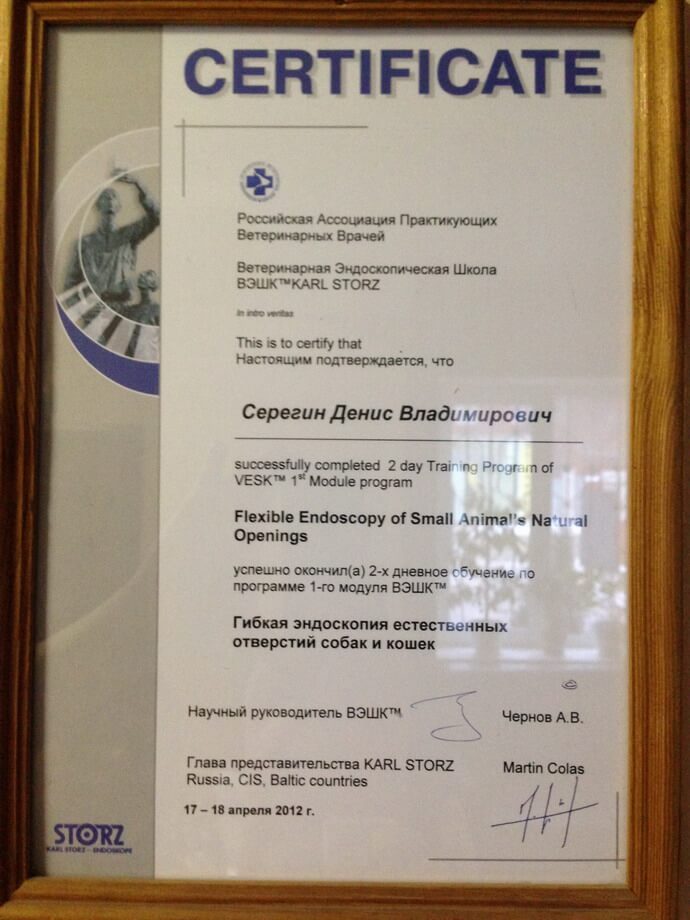 CERTIFICATE
Российская Ассоциация Практикующих
Ветеринарных Врачей
Ветеринарная Эндоскопическая Школа
ВЭШК™KARL STORZ
In intro veritas
This is to certify that
Настоящим подтверждается, что
Серегин Денис Владимирович
successfully completed 2 day Training Program of
VESK™ 1st Module program
Flexible Endoscopy of Small Animal's Natural
Openings
успешно окончил(а) 2-х дневное обучение по
программе 1-го модуля ВЭШК™
Гибкая эндоскопия естественных
отверстий собак и кошек
Научный руководитель ВЭШК™ Чернов А.В.
Глава представительства KARL STORZ Martin Colas
Russia, CIS, Baltic countries
17 – 18 апреля 2012 г.
STORZ
KARL STORZ – ENDOSKOPE